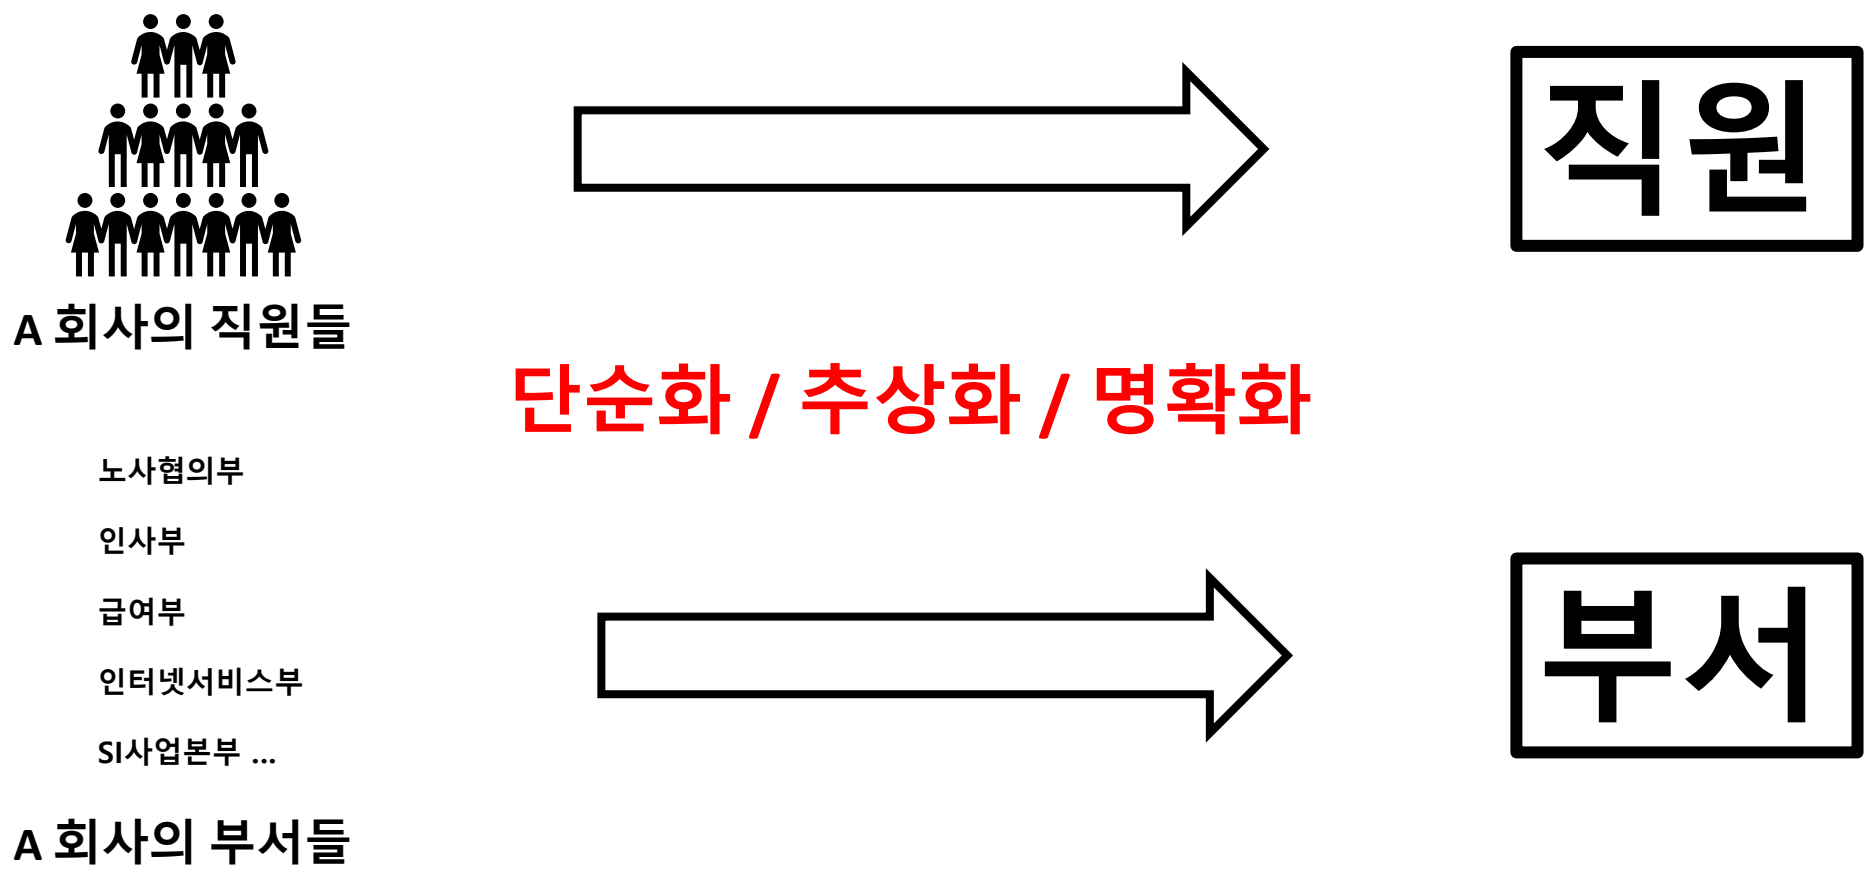 직원
A 회사의 직원들
단순화 / 추상화 / 명확화
노사협의부
인사부
급여부
인터넷서비스부
SI사업본부 ...
부서
A 회사의 부서들